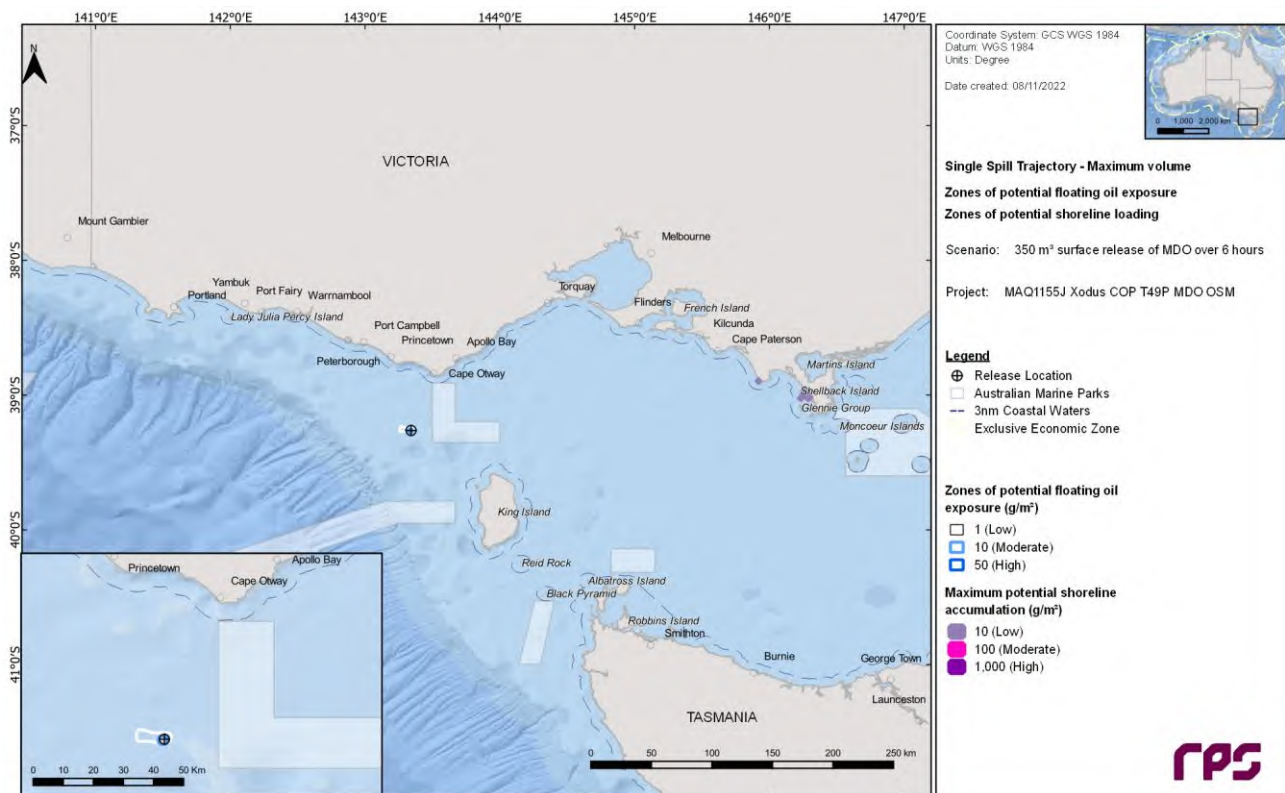 141°0'E 142°0'E 143°0'E 144°0'E 145°0'E 146°0'E 147°0'E
N
37°0'S
38°0'S
39°0'S
40°0'S
41°0'S
VICTORIA
Mount Gambier
Melbourne
Yambuk
Port Fairy
Portland
Warrnambool
Lady Julia Percy Island
Torquay
Flinders
French Island
Kilcunda
Port Campbell
Princetown
Apollo Bay
Cape Paterson
Peterborough
Cape Otway
Martins Island
Shellback Island
Glennie Group
Moncoeur Islands
King Island
Reid Rock
Albatross Island
Black Pyramid
Robbins Island
Smithton
Burnie
George Town
Launceston
TASMANIA
0 50 100 150 200 250 km
Princetown
Apollo Bay
Cape Otway
0 10 20 30 40 50 Km
Coordinate System: GCS WGS 1984
Datum: WGS 1984
Units: Degree
Date created: 08/11/2022
0 1,000 2,000 km
Single Spill Trajectory - Maximum volume
Zones of potential floating oil exposure
Zones of potential shoreline loading
Scenario: 350 m³ surface release of MDO over 6 hours
Project: MAQ1155J Xodus COP T49P MDO OSM
Legend
Release Location
Australian Marine Parks
3nm Coastal Waters
Exclusive Economic Zone
Zones of potential floating oil
exposure (g/m²)
1 (Low)
10 (Moderate)
50 (High)
Maximum potential shoreline
accumulation (g/m²)
10 (Low)
100 (Moderate)
1,000 (High)
rps